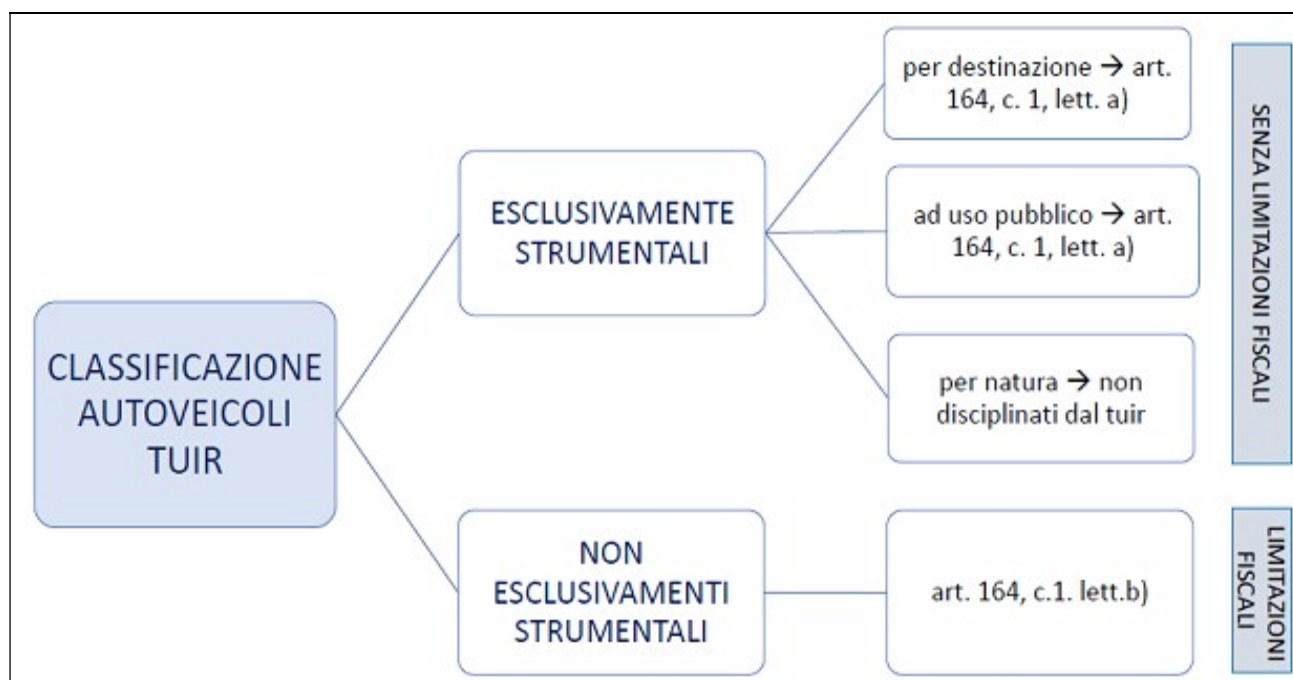 CLASSIFICAZIONE
AUTOVEICOLI
TUIR
ESCLUSIVAMENTE
STRUMENTALI
per destinazione → art.
164, c. 1, lett. a)
ad uso pubblico → art.
164, c. 1, lett. a)
per natura → non
disciplinati dal tuir
SENZA LIMITAZIONI FISCALI
NON
ESCLUSIVAMENTI
STRUMENTALI
art. 164, c.1. lett.b)
LIMITAZIONI
FISCALI